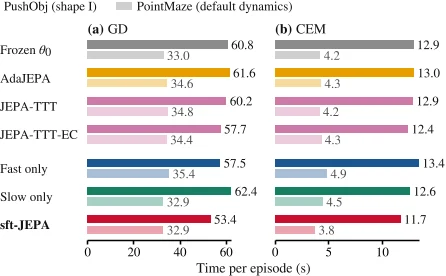 PushObj (shape I) PointMaze (default dynamics)
(a) GD (b) CEM
Frozen θ0 60.8 12.9
33.0 4.2
AdaJEPA 61.6 13.0
34.6 4.3
JEPA-TTT 60.2 12.9
34.8 4.2
JEPA-TTT-EC 57.7 12.4
34.4 4.3
Fast only 57.5 13.4
35.4 4.9
Slow only 62.4 12.6
32.9 4.5
sft-JEPA 53.4 11.7
32.9 3.8
0 20 40 60 0 5 10
Time per episode (s)